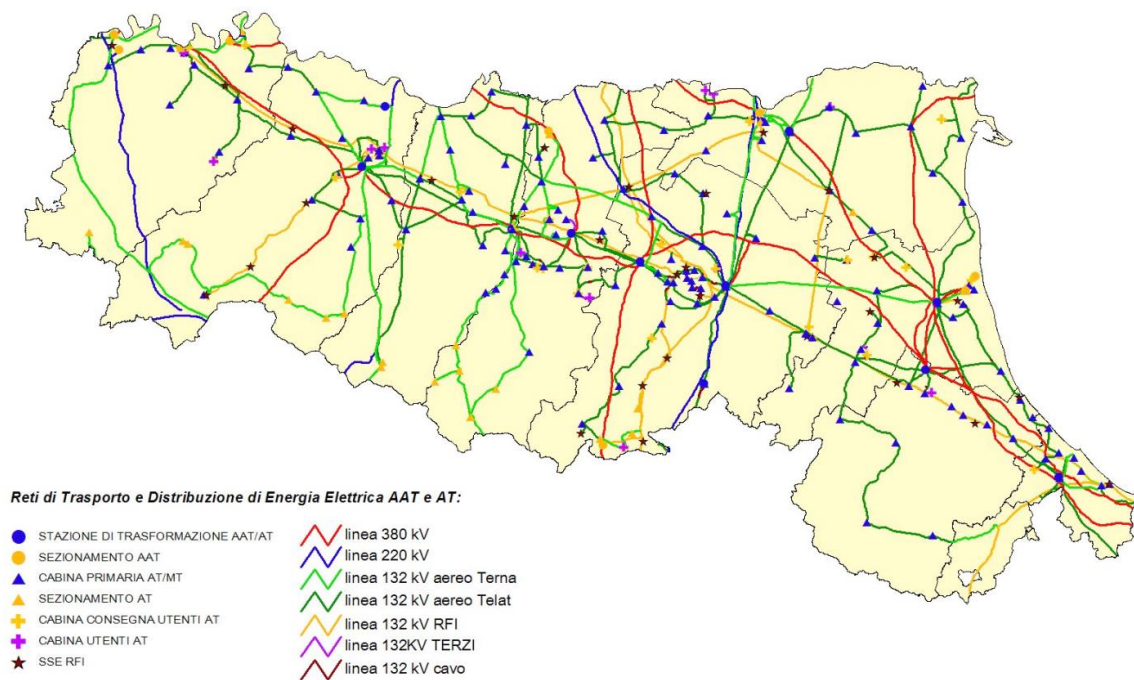 Reti di Trasporto e Distribuzione di Energia Elettrica AAT e AT:
STAZIONE DI TRASFORMAZIONE AAT/AT
SEZIONAMENTO AAT
CABINA PRIMARIA AT/MT
SEZIONAMENTO AT
CABINA CONSEGNA UTENTI AT
CABINA UTENTI AT
SSE RFI
linea 380 kV
linea 220 kV
linea 132 kV aereo Terna
linea 132 kV aereo Telat
linea 132 kV RFI
linea 132KV TERZI
linea 132 kV cavo